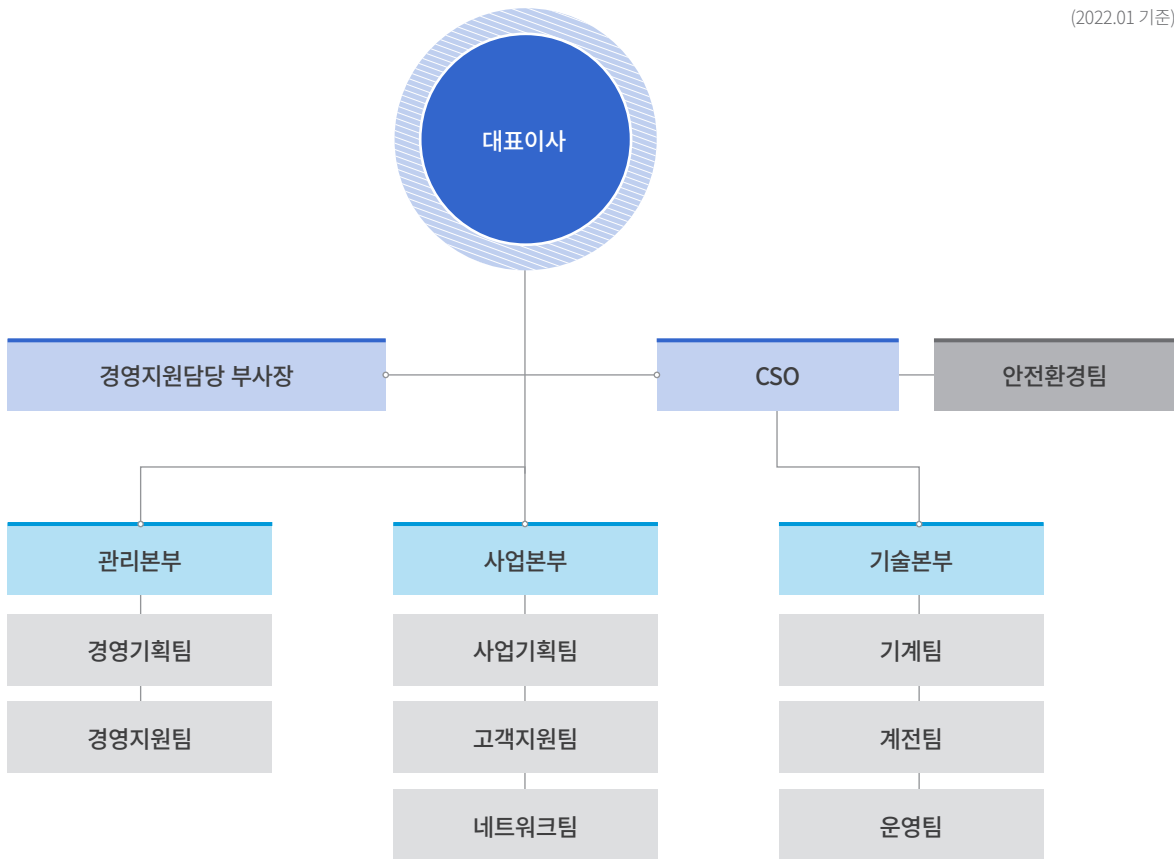 (2022.01 기준)
대표이사
경영지원담당 부사장
CSO
안전환경팀
관리본부
사업본부
기술본부
경영기획팀
사업기획팀
기계팀
경영지원팀
고객지원팀
계전팀
네트워크팀
운영팀